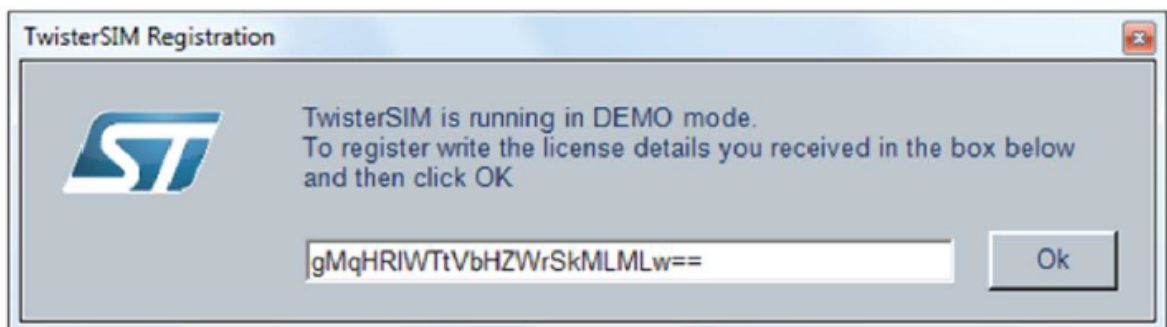 TwisterSIM Registration
ST
TwisterSIM is running in DEMO mode.
To register write the license details you received in the box below
and then click OK
gMqHRIWTtVbHZWrSkMLMLw==
Ok